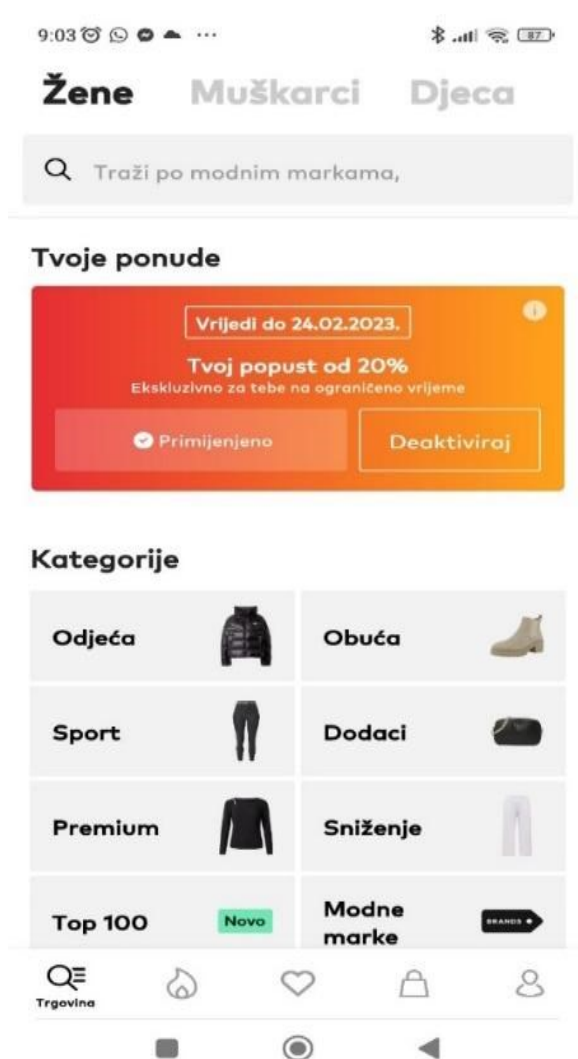 9:03
87
Žene Muškarci Djeca
Traži po modnim markama,
Tvoje ponude
Vrijedi do 24.02.2023.
i
Tvoj popust od 20%
Ekskluzivno za tebe na ograničeno vrijeme
Primijenjeno Deaktiviraj
Kategorije
Odjeća Obuća
Sport Dodaci
Premium Sniženje
Top 100 Novo Modne
marke BRANDS
Trgovina